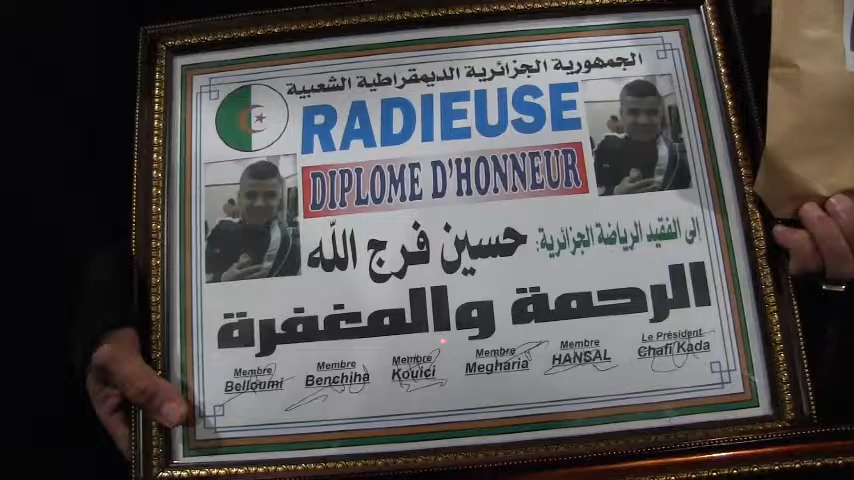 الجمهورية الجزائرية الديمقراطية الشعبية
RADIEUSE
DIPLOME D'HONNEUR
إلى الفقيد الرياضة الجزائرية: حسين فرج الله
الرحمة والمغفرة
Membre Membre Membre Membre Membre Le Président
Belloumi Benchiha Kouici Megharia HANSAL Chafi Kada